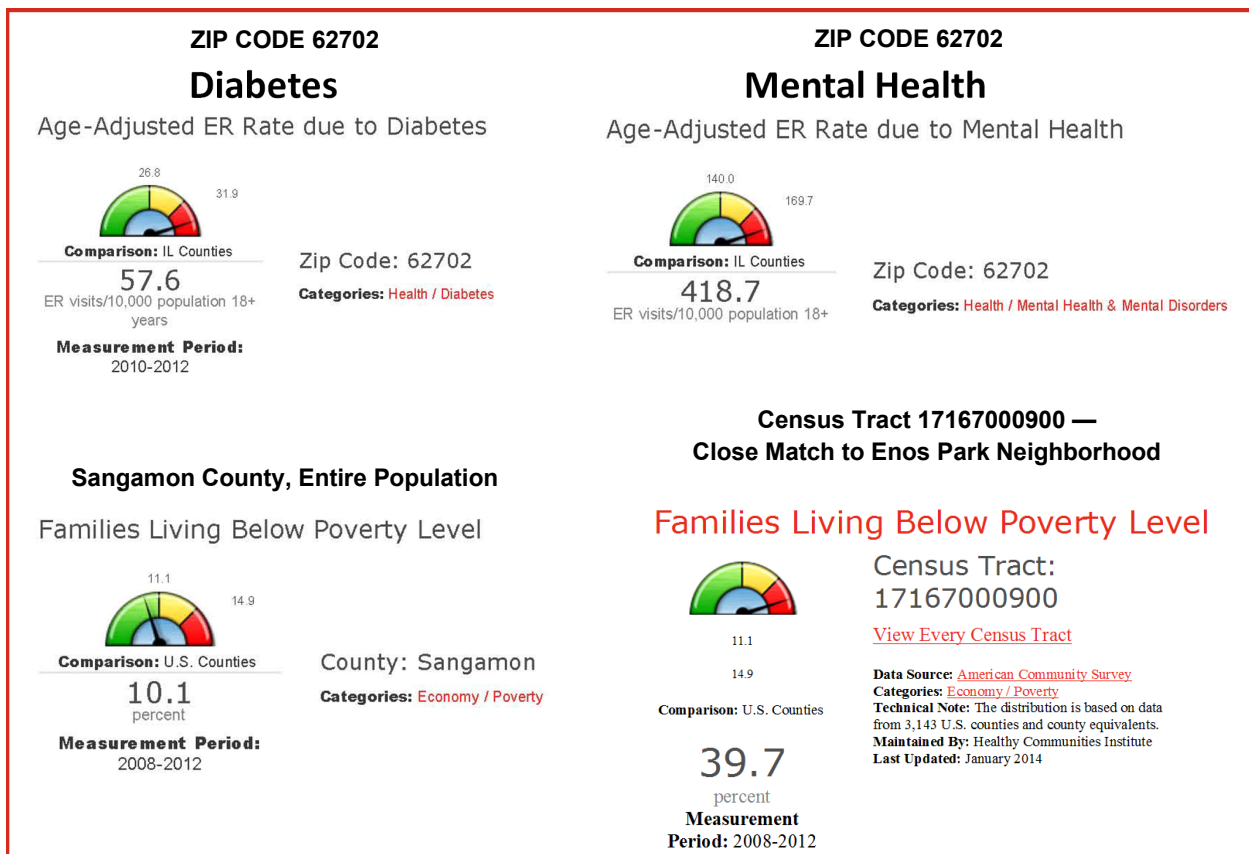 ZIP CODE 62702
Diabetes
Age-Adjusted ER Rate due to Diabetes
26.8
31.9
Comparison: IL Counties
57.6
ER visits/10,000 population 18+
years
Measurement Period:
2010-2012
Zip Code: 62702
Categories: Health / Diabetes
ZIP CODE 62702
Mental Health
Age-Adjusted ER Rate due to Mental Health
140.0
169.7
Comparison: IL Counties
418.7
ER visits/10,000 population 18+
Zip Code: 62702
Categories: Health / Mental Health & Mental Disorders
Sangamon County, Entire Population
Families Living Below Poverty Level
11.1
14.9
Comparison: U.S. Counties
10.1
percent
Measurement Period:
2008-2012
County: Sangamon
Categories: Economy / Poverty
Census Tract 17167000900 —
Close Match to Enos Park Neighborhood
Families Living Below Poverty Level
11.1
14.9
Comparison: U.S. Counties
39.7
percent
Measurement
Period: 2008-2012
Census Tract:
17167000900
View Every Census Tract
Data Source: American Community Survey
Categories: Economy / Poverty
Technical Note: The distribution is based on data
from 3,143 U.S. counties and county equivalents.
Maintained By: Healthy Communities Institute
Last Updated: January 2014